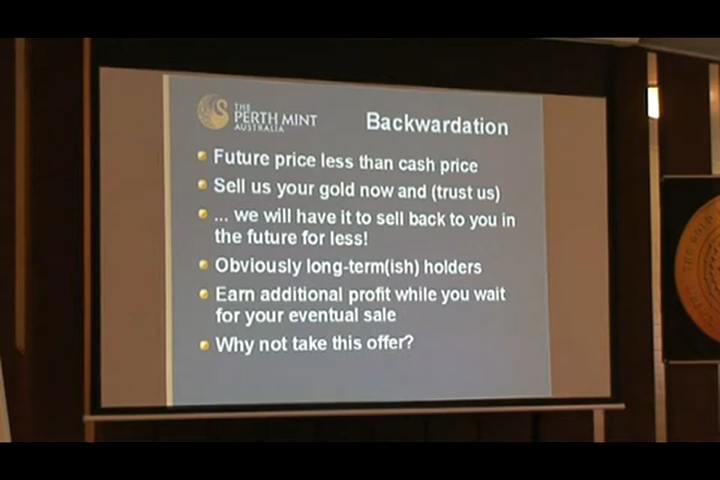 THE
PERTH MINT
AUSTRALIA
Backwardation
Future price less than cash price
Sell us your gold now and (trust us)
... we will have it to sell back to you in
the future for less!
Obviously long-term(ish) holders
Earn additional profit while you wait
for your eventual sale
Why not take this offer?
THE GOLD